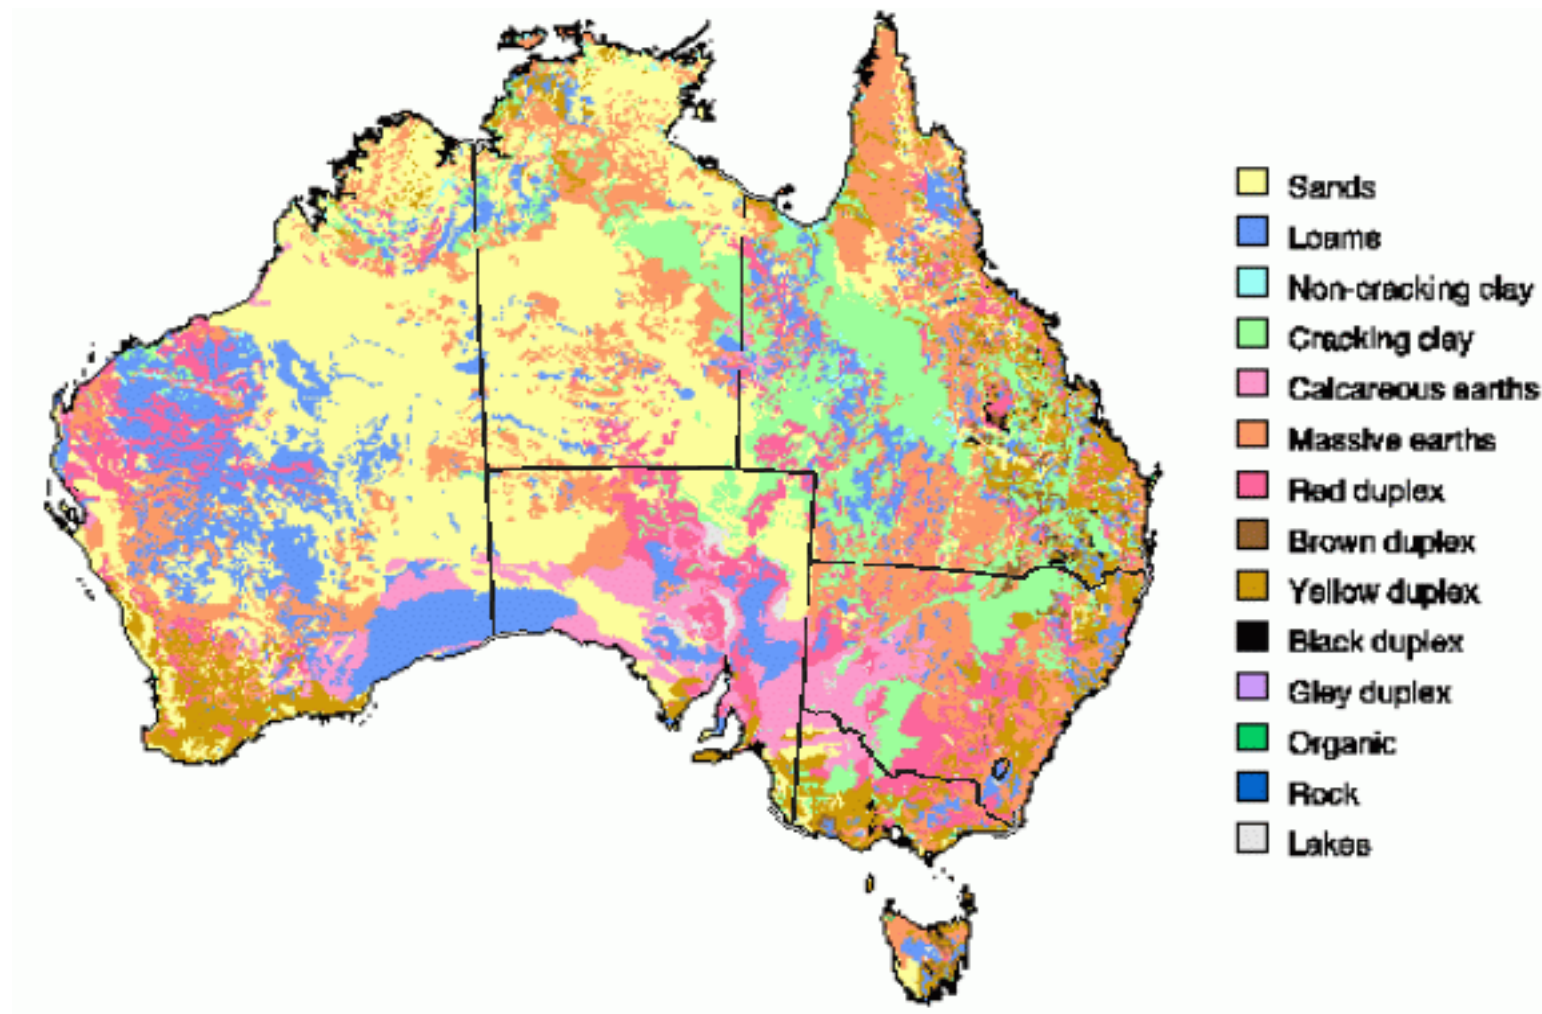 Sands
Loams
Non-cracking clay
Cracking clay
Calcareous earths
Massive earths
Red duplex
Brown duplex
Yellow duplex
Black duplex
Gley duplex
Organic
Rock
Lakes